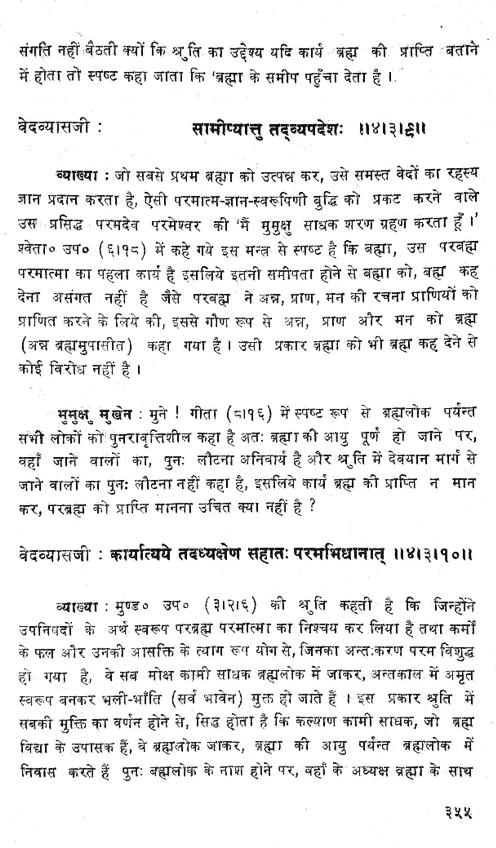 संगति नहीं बैठती क्यों कि श्रुति का उद्देश्य यदि कार्य ब्रह्म की प्राप्ति बताने
में होता तो स्पष्ट कहा जाता कि 'ब्रह्मा के समीप पहुँचा देता है।
वेदव्यासजी : सामीप्यात्तु तद्व्यपदेशः ॥४।३।९॥
व्याख्या : जो सबसे प्रथम ब्रह्मा को उत्पन्न कर, उसे समस्त वेदों का रहस्य
ज्ञान प्रदान करता है, ऐसी परमात्म-ज्ञान-स्वरूपिणी बुद्धि को प्रकट करने वाले
उस प्रसिद्ध परमदेव परमेश्वर की 'मैं मुमुक्षु साधक शरण ग्रहण करता हूँ।'
श्वेता० उप० (६।१८) में कहे गये इस मन्त्र से स्पष्ट है कि ब्रह्मा, उस परब्रह्म
परमात्मा का पहला कार्य है इसलिये इतनी समीपता होने से ब्रह्मा को, ब्रह्म कह
देना असंगत नहीं है जैसे परब्रह्म ने अन्न, प्राण, मन की रचना प्राणियों को
प्राणित करने के लिये की, इससे गौण रूप से अन्न, प्राण और मन को ब्रह्म
(अन्न ब्रह्ममुपासीत) कहा गया है। उसी प्रकार ब्रह्मा को भी ब्रह्म कह देने से
कोई विरोध नहीं है।
मुमुक्षु मुखेन : मुने ! गीता (८।१६) में स्पष्ट रूप से ब्रह्मलोक पर्यन्त
सभी लोकों को पुनरावृत्तिशील कहा है अतः ब्रह्मा की आयु पूर्ण हो जाने पर,
वहाँ जाने वालों का, पुनः लौटना अनिवार्य है और श्रुति में देवयान मार्ग से
जाने वालों का पुनः लौटना नहीं कहा है, इसलिये कार्य ब्रह्म की प्राप्ति न मान
कर, परब्रह्म को प्राप्ति मानना उचित क्या नहीं है ?
वेदव्यासजी : कार्यात्यये तदध्यक्षेण सहातः परमभिधानात् ॥४।३।१०॥
व्याख्या : मुण्ड० उप० (३।२।६) की श्रुति कहती है कि जिन्होंने
उपनिषदों के अर्थ स्वरूप परब्रह्म परमात्मा का निश्चय कर लिया है तथा कर्मों
के फल और उनकी आसक्ति के त्याग रूप योग से, जिनका अन्तःकरण परम विशुद्ध
हो गया है, वे सब मोक्ष कामी साधक ब्रह्मलोक में जाकर, अन्तकाल में अमृत
स्वरूप बनकर भली-भाँति (सर्व भावेन) मुक्त हो जाते हैं। इस प्रकार श्रुति में
सबकी मुक्ति का वर्णन होने से, सिद्ध होता है कि कल्याण कामी साधक, जो ब्रह्म
विद्या के उपासक हैं, वे ब्रह्मलोक जाकर, ब्रह्मा की आयु पर्यन्त ब्रह्मलोक में
निवास करते हैं पुनः बह्मलोक के नाश होने पर, वहाँ के अध्यक्ष ब्रह्मा के साथ
३५५